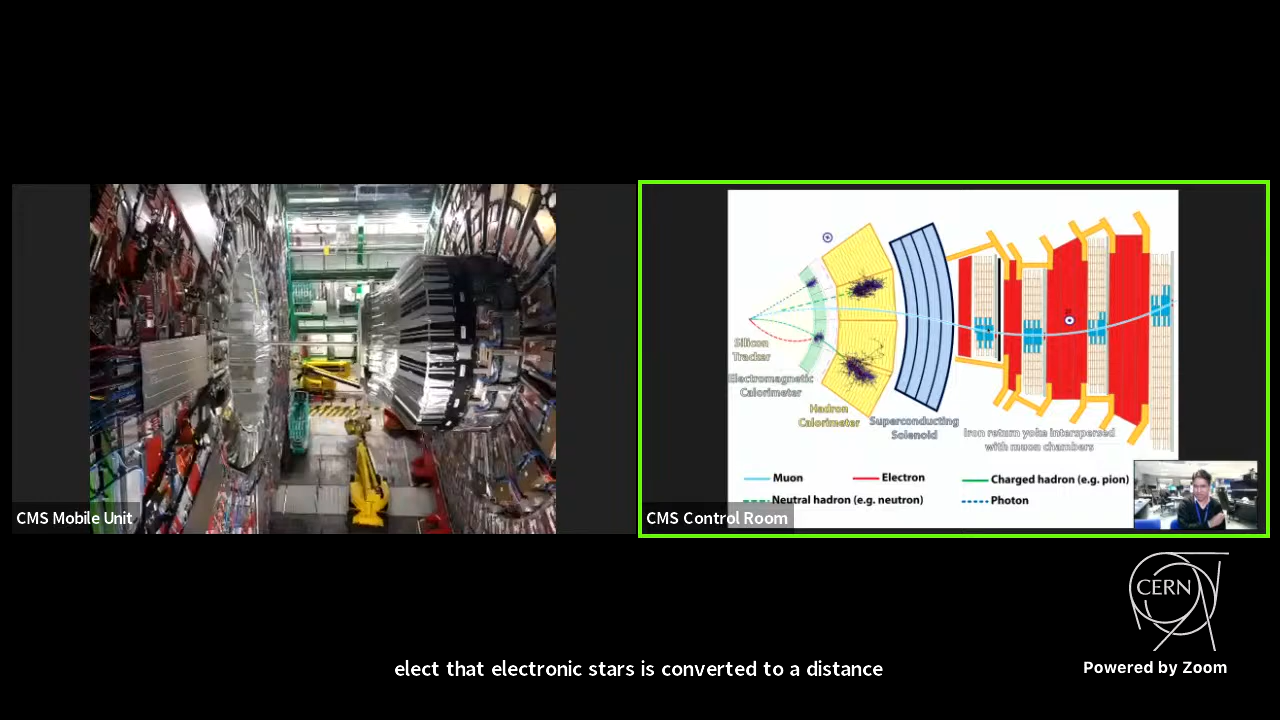 Silicon
Tracker
Electromagnetic
Calorimeter
Hadron
Calorimeter
Superconducting
Solenoid
Iron return yoke interspersed
with muon chambers
Muon
Electron
Charged hadron (e.g. pion)
Neutral hadron (e.g. neutron)
Photon
CMS Mobile Unit
CMS Control Room
CERN
Powered by Zoom
elect that electronic stars is converted to a distance